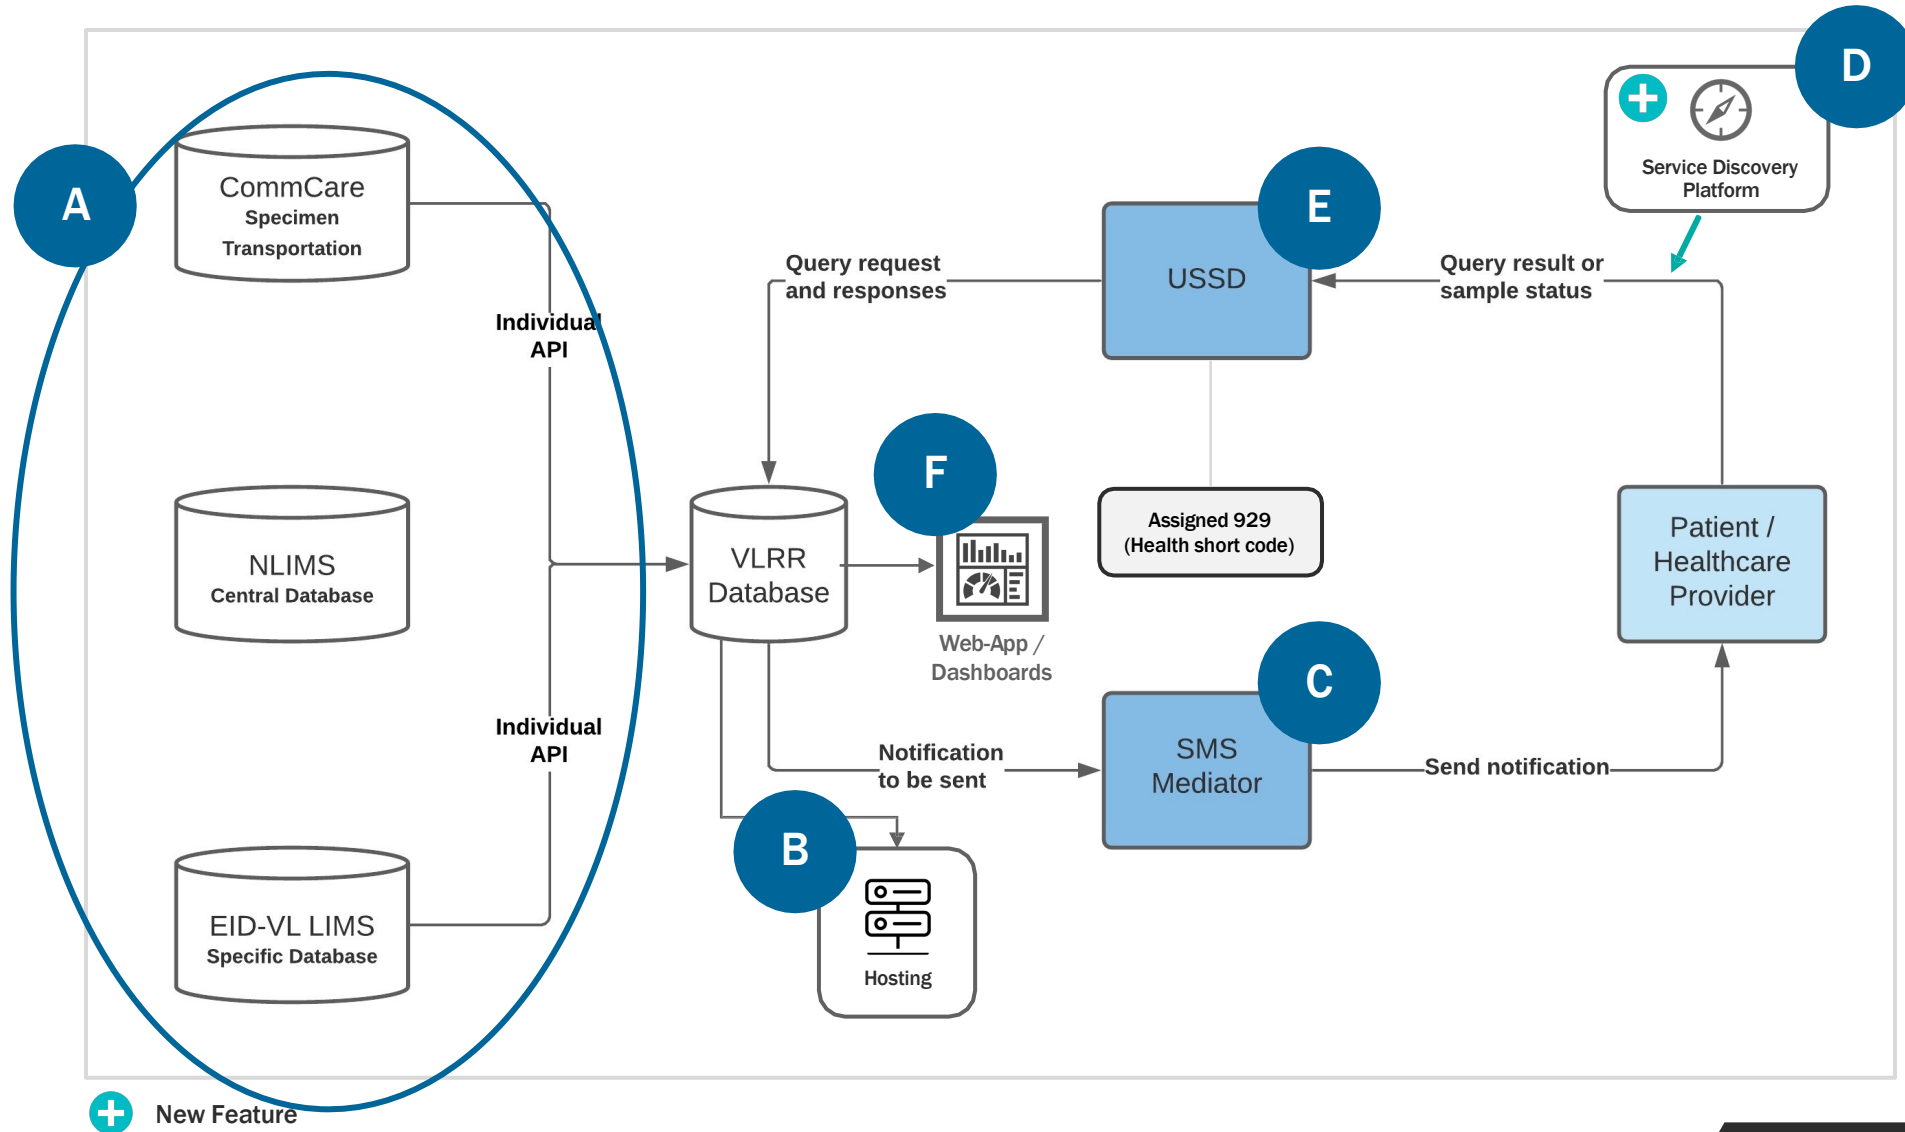 D
Service Discovery
Platform
A
CommCare
Specimen
Transportation
E
USSD
Query request
and responses
Query result or
sample status
Individual
API
F
Assigned 929
(Health short code)
NLIMS
Central Database
VLRR
Database
Patient /
Healthcare
Provider
Web-App /
Dashboards
C
Individual
API
Notification
to be sent
SMS
Mediator
Send notification
B
EID-VL LIMS
Specific Database
Hosting
New Feature